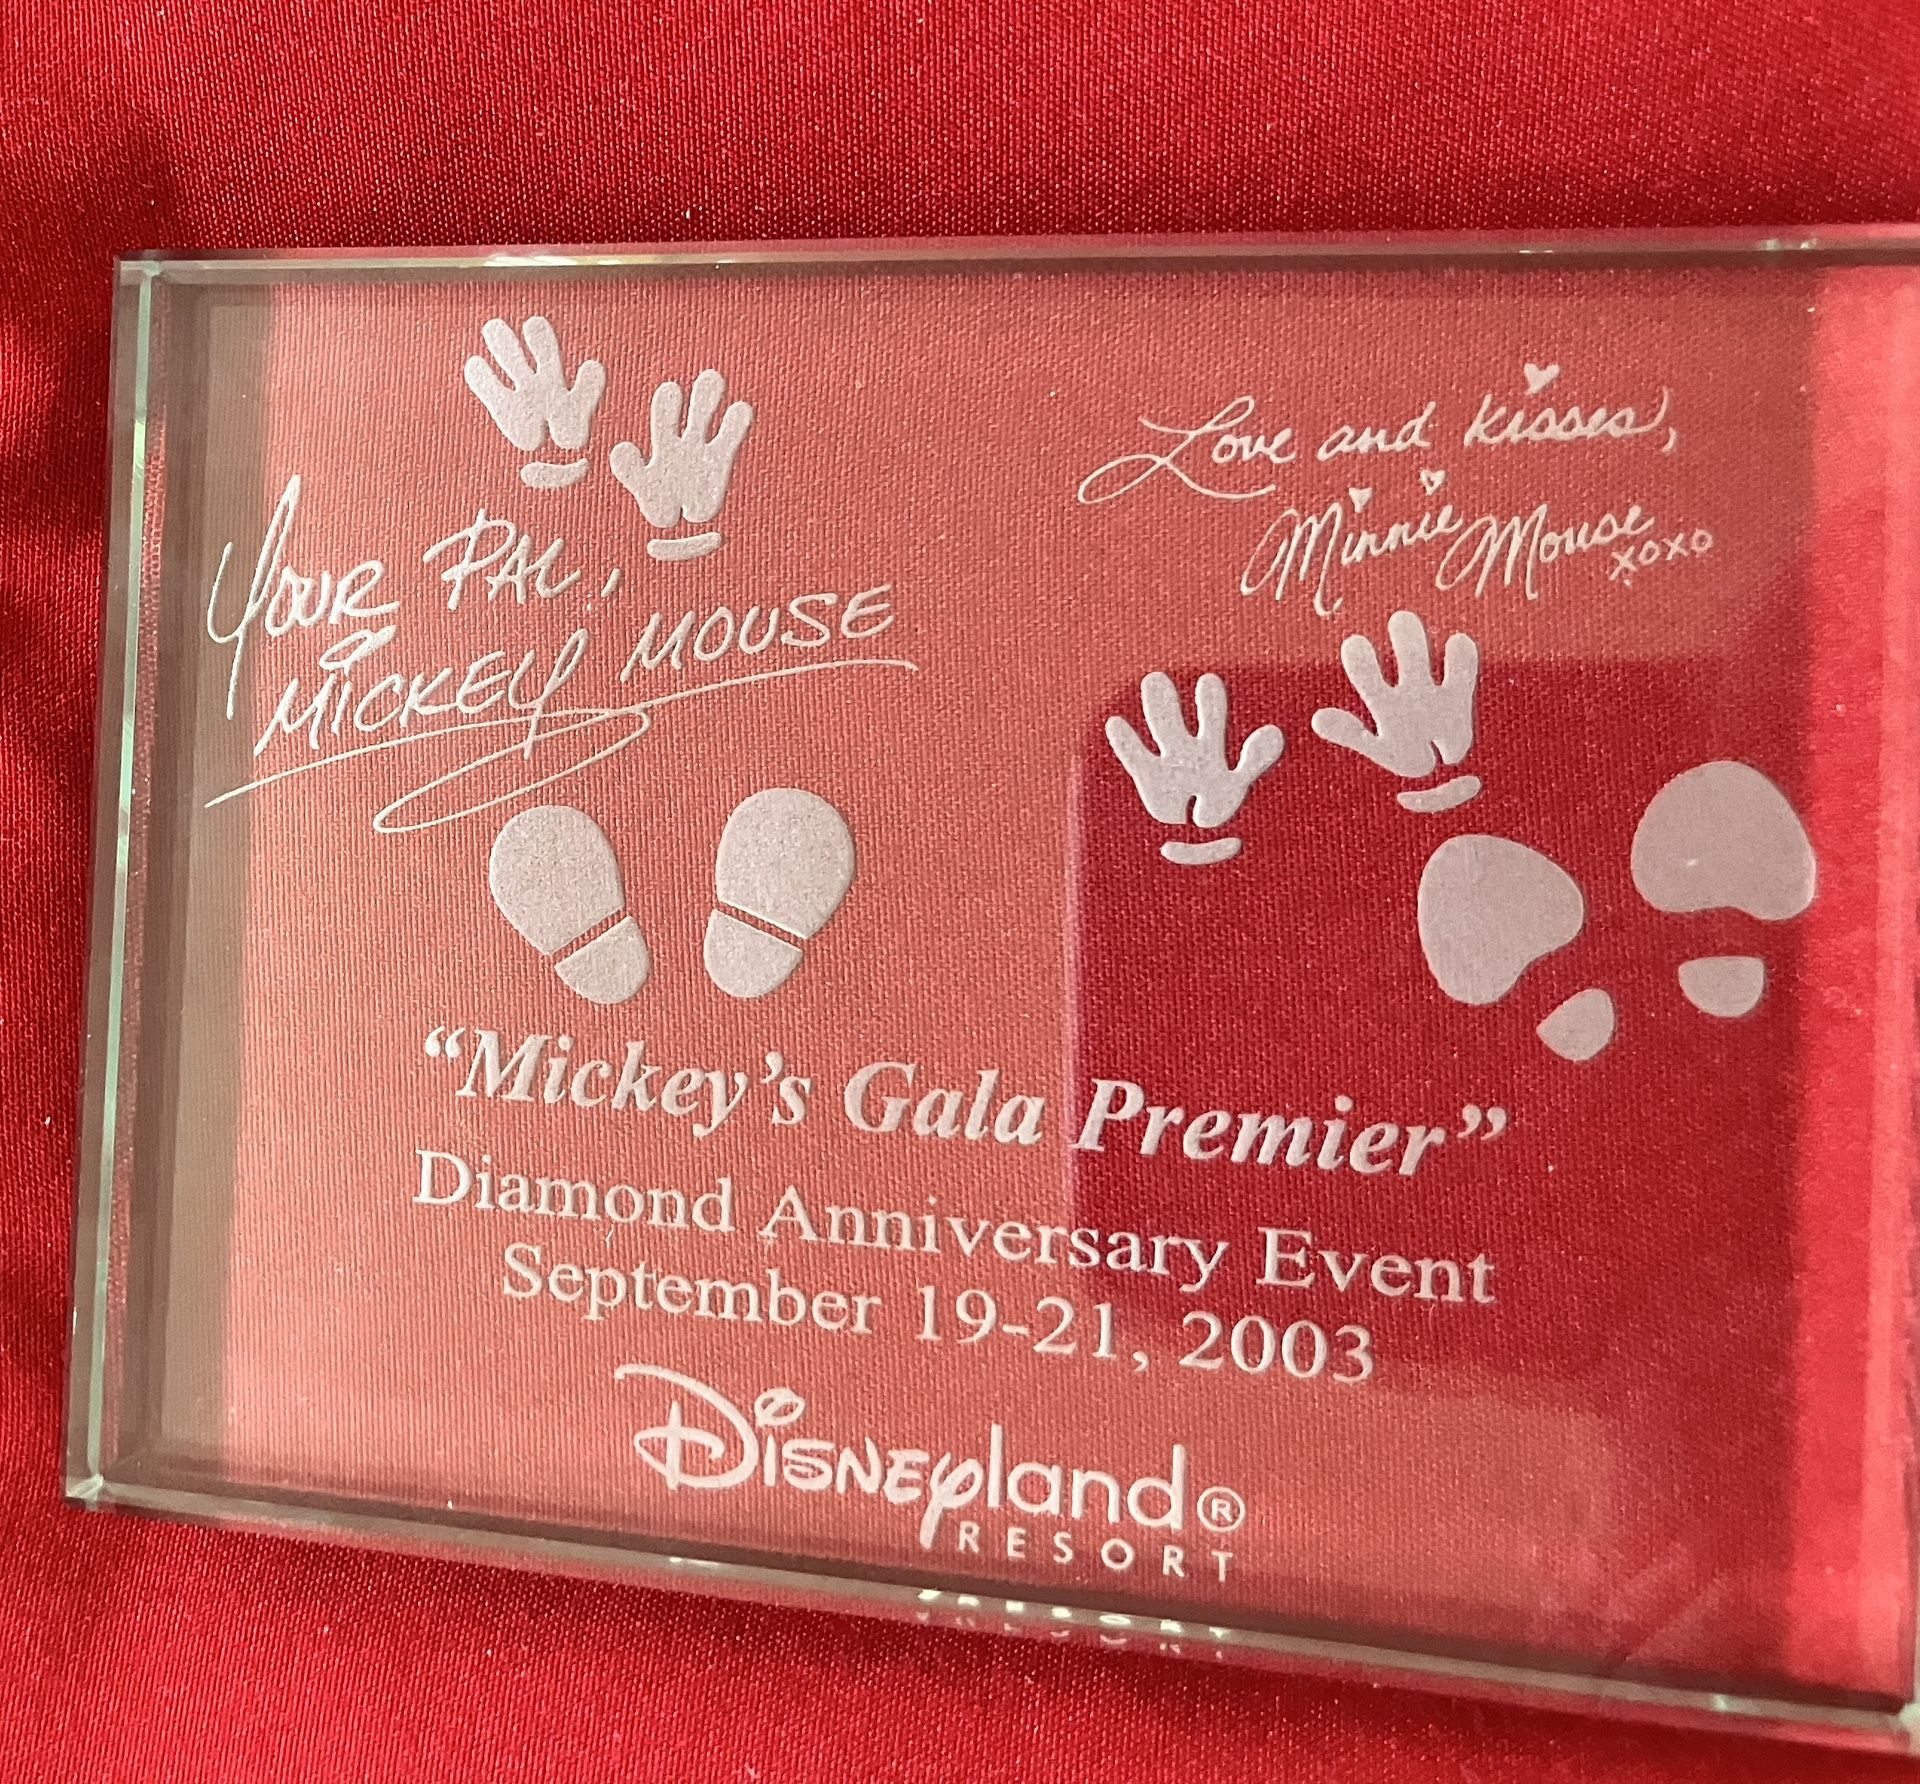 YOUR PAL,
MICKEY MOUSE
Love and kisses,
Minnie Mouse
xoxo
“Mickey’s Gala Premier”
Diamond Anniversary Event
September 19-21, 2003
Disneyland®
RESORT